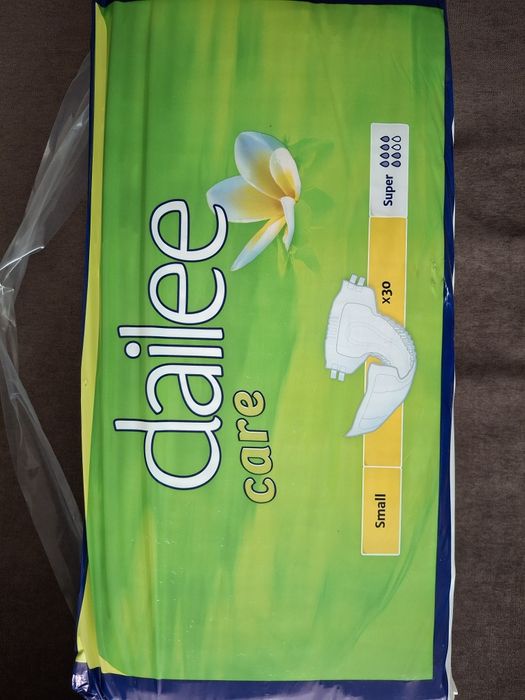 dailee
care
Small
x30
Super